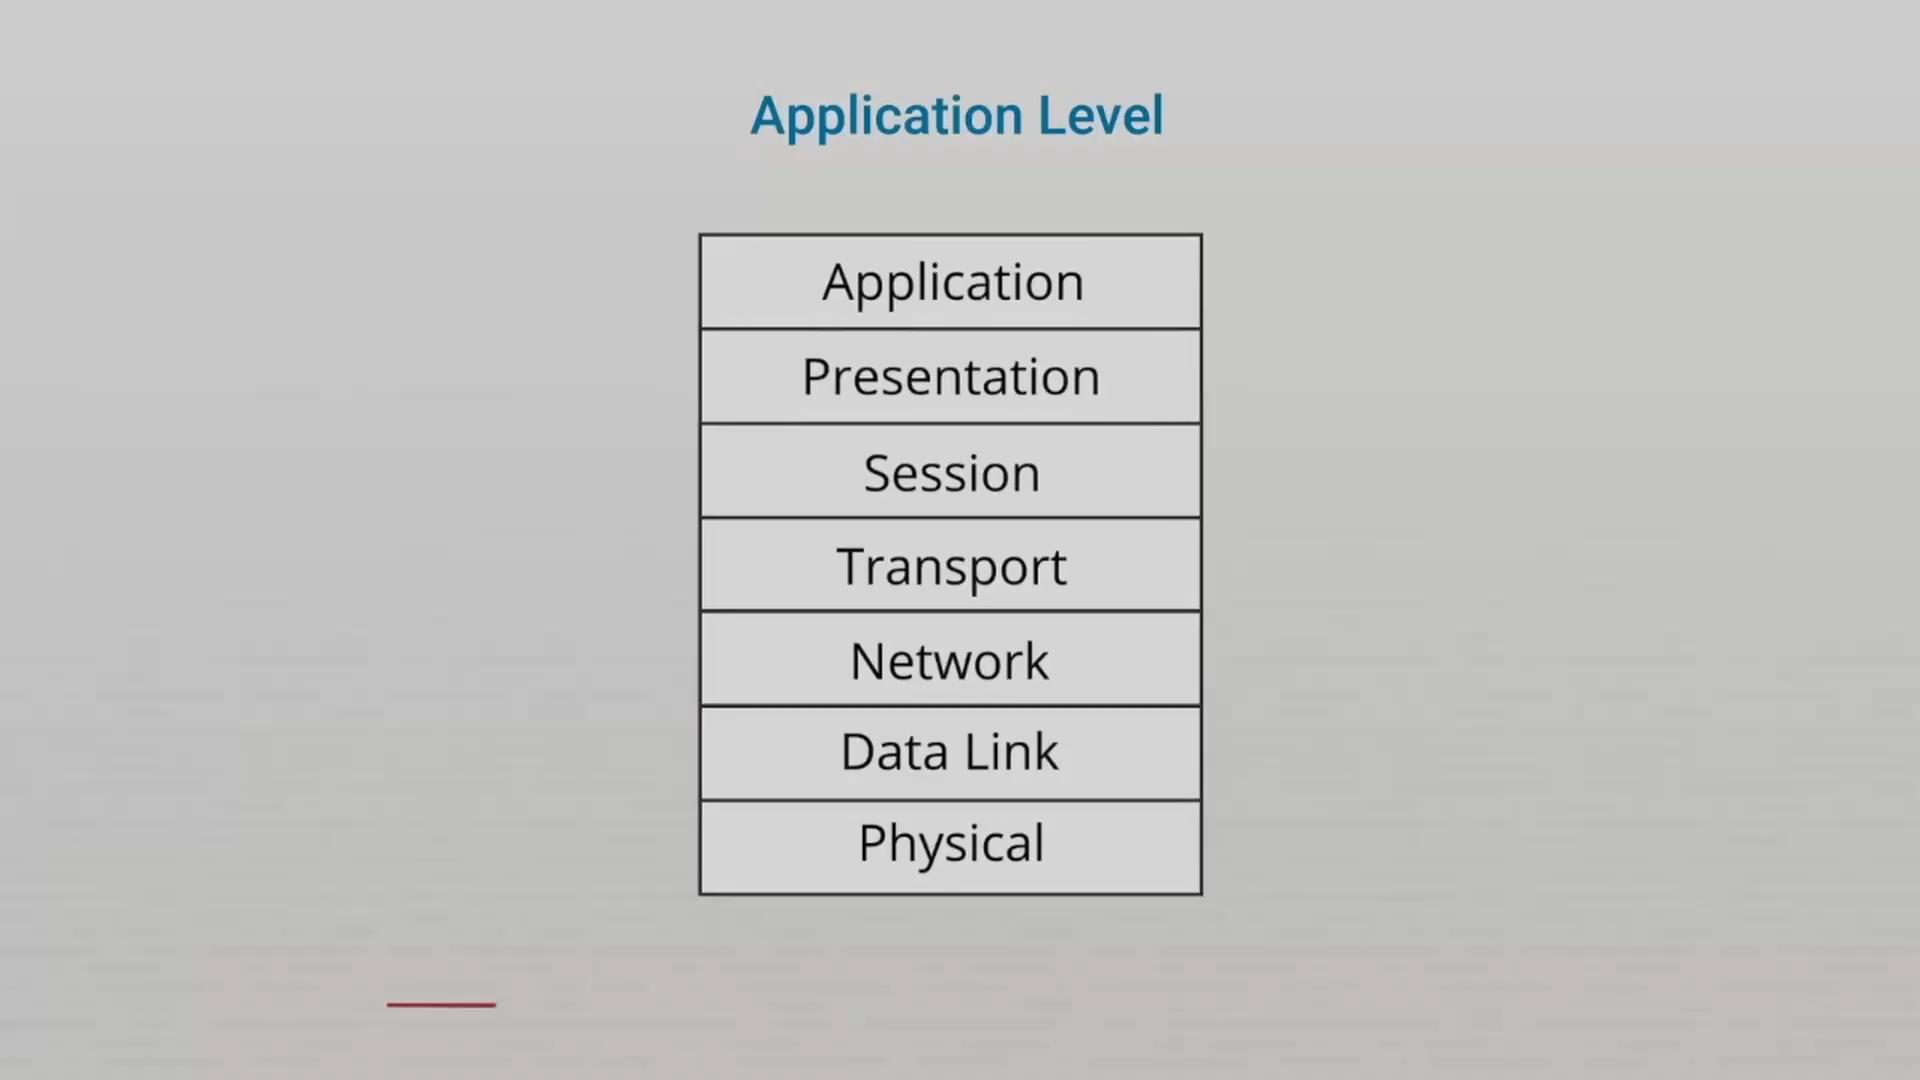 Application Level
Application
Presentation
Session
Transport
Network
Data Link
Physical